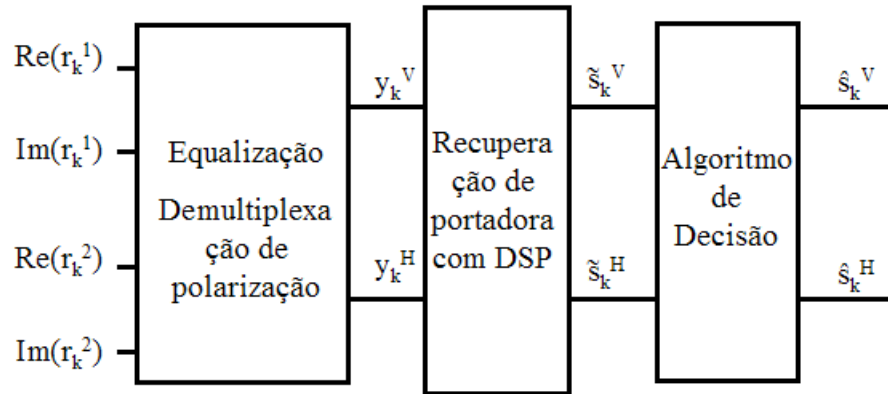 Re(r_k^1)
Im(r_k^1)
Re(r_k^2)
Im(r_k^2)
Equalização
Demultiplexa
ção de
polarização
y_k^V
y_k^H
Recupera
ção de
portadora
com DSP
s̃_k^V
s̃_k^H
Algoritmo
de
Decisão
ŝ_k^V
ŝ_k^H